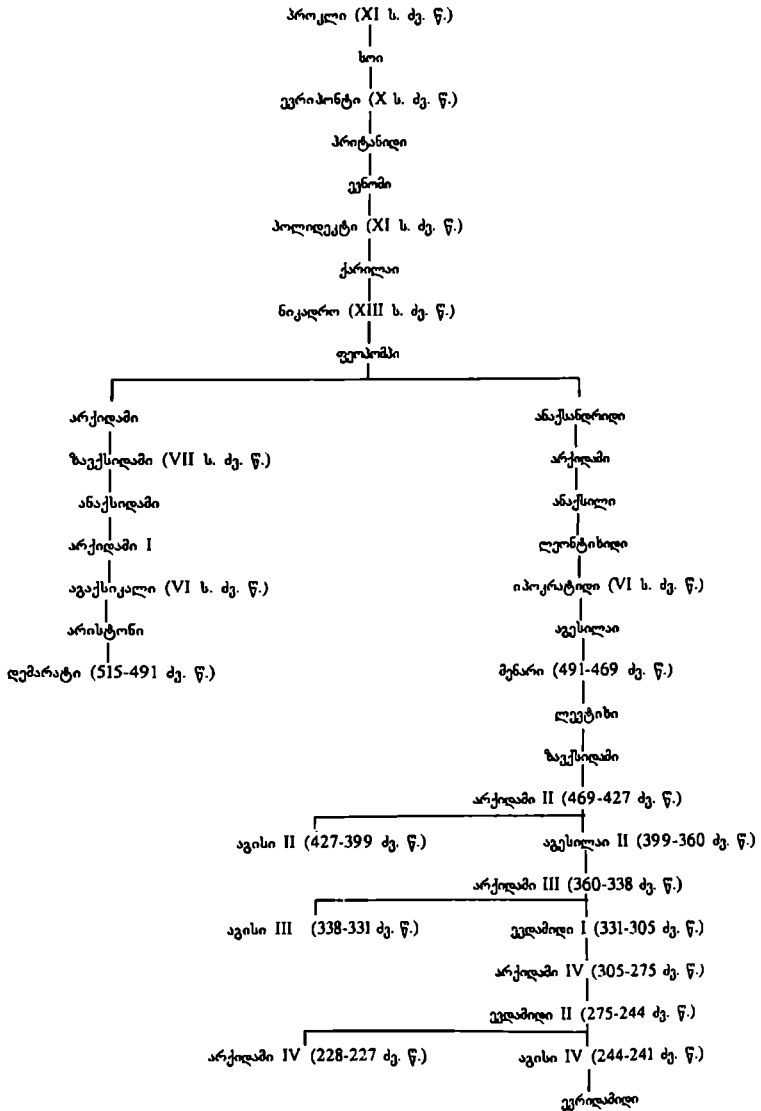 პროკლი (XI ს. ძვ. წ.)
სოი
ევრიპონტი (X ს. ძვ. წ.)
პრიტანიდი
ევნომი
პოლიდექტი (XI ს. ძვ. წ.)
ქარილაი
ნიკადრო (XIII ს. ძვ. წ.)
ფეოპომპი
არქიდამი ანაქსანდრიდი
ზავქსიდამი (VII ს. ძვ. წ.) არქიდამი
ანაქსიდამი ანაქსილი
არქიდამი I ლეონტიხიდი
აგაქსიკალი (VI ს. ძვ. წ.) იპოკრატიდი (VI ს. ძვ. წ.)
არისტონი აგესილაი
დემარატი (515-491 ძვ. წ.) მენარი (491-469 ძვ. წ.)
ლევტიხი
ზავქსიდამი
არქიდამი II (469-427 ძვ. წ.)
აგისი II (427-399 ძვ. წ.) აგესილაი II (399-360 ძვ. წ.)
არქიდამი III (360-338 ძვ. წ.)
აგისი III (338-331 ძვ. წ.) ევდამიდი I (331-305 ძვ. წ.)
არქიდამი IV (305-275 ძვ. წ.)
ევდამიდი II (275-244 ძვ. წ.)
არქიდამი IV (228-227 ძვ. წ.) აგისი IV (244-241 ძვ. წ.)
ევრიდამიდი